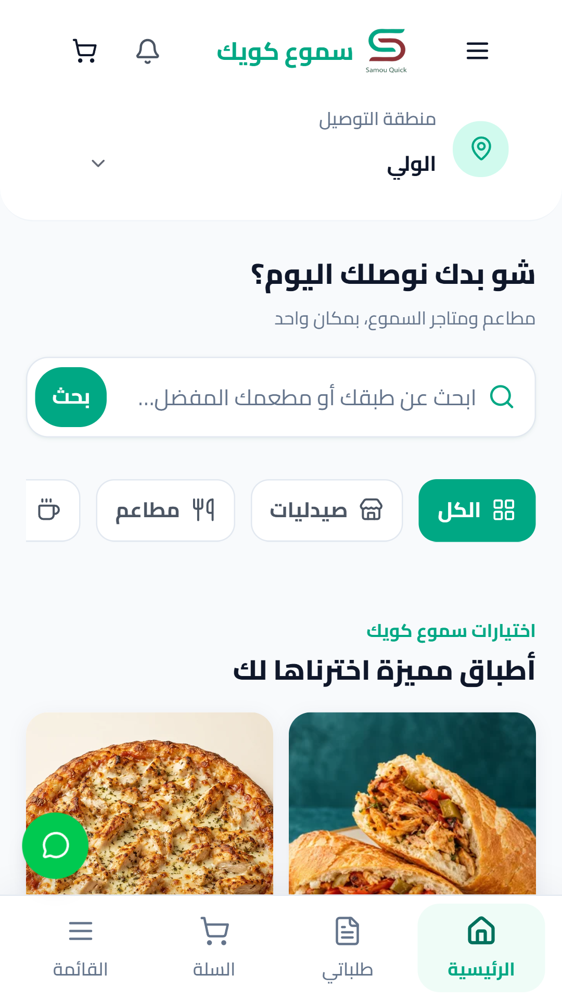 سموع كويك
Samou Quick
منطقة التوصيل
الولي
شو بدك نوصلك اليوم؟
مطاعم ومتاجر السموع، بمكان واحد
ابحث عن طبقك أو مطعمك المفضل...
بحث
الكل
صيدليات
مطاعم
اختيارات سموع كويك
أطباق مميزة اخترناها لك
الرئيسية
طلباتي
السلة
القائمة